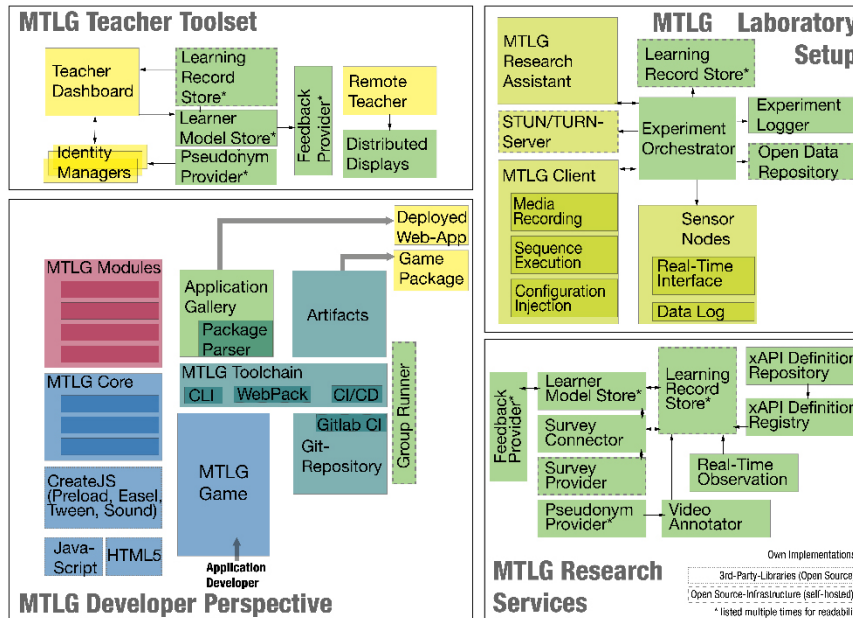 MTLG Teacher Toolset
Teacher
Dashboard
Learning
Record
Store*
Learner
Model Store*
Identity
Managers
Pseudonym
Provider*
Feedback
Provider*
Remote
Teacher
Distributed
Displays
MTLG Laboratory
Setup
MTLG
Research
Assistant
Learning
Record Store*
STUN/TURN-
Server
Experiment
Orchestrator
Experiment
Logger
Open Data
Repository
MTLG Client
Media
Recording
Sequence
Execution
Configuration
Injection
Sensor
Nodes
Real-Time
Interface
Data Log
Deployed
Web-App
Game
Package
MTLG Modules
Application
Gallery
Package
Parser
Artifacts
MTLG Toolchain
CLI
WebPack
CI/CD
Group Runner
MTLG Core
Gitlab CI
Git-
Repository
MTLG
Game
CreateJS
(Preload, Easel,
Tween, Sound)
Java-
Script
HTML5
Application
Developer
MTLG Developer Perspective
Feedback
Provider*
Learner
Model Store*
Learning
Record
Store*
xAPI Definition
Repository
Survey
Connector
xAPI Definition
Registry
Survey
Provider
Real-Time
Observation
Pseudonym
Provider*
Video
Annotator
MTLG Research
Services
Own Implementations
3rd-Party-Libraries (Open Source
Open Source-Infrastructure (self-hosted)
* listed multiple times for readabili